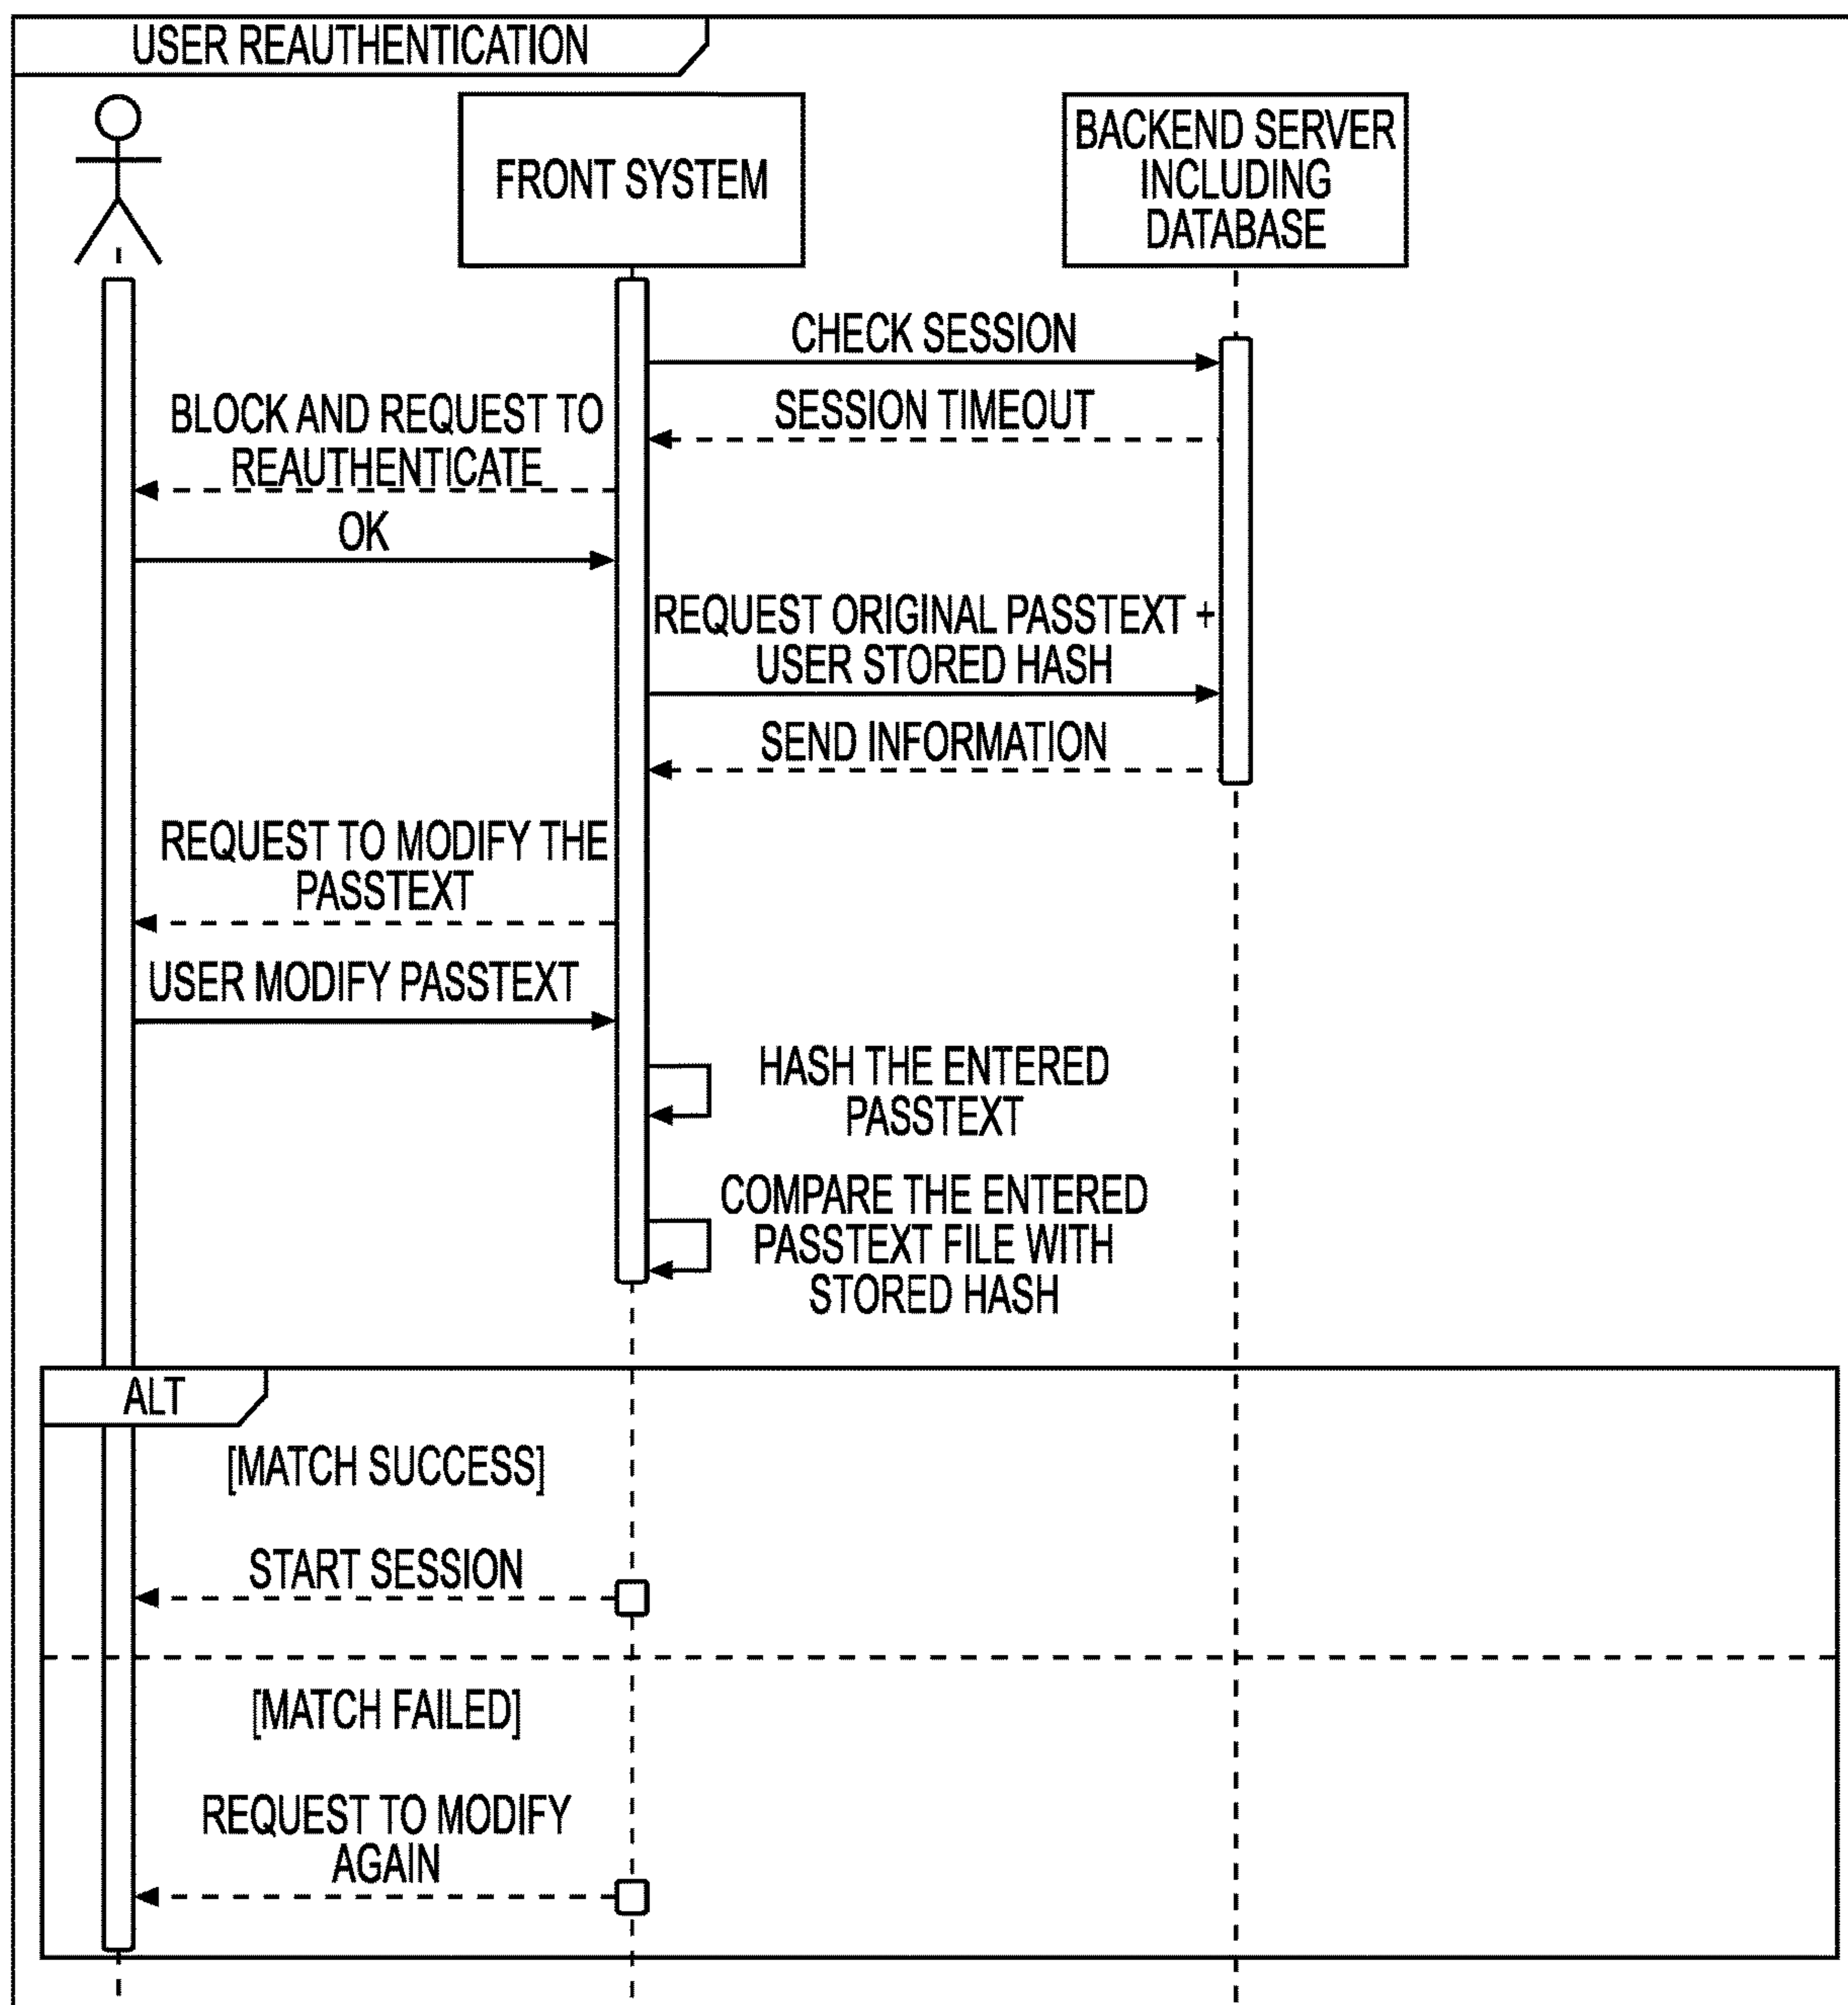 USER REAUTHENTICATION
FRONT SYSTEM
BACKEND SERVER
INCLUDING
DATABASE
CHECK SESSION
SESSION TIMEOUT
BLOCK AND REQUEST TO
REAUTHENTICATE
OK
REQUEST ORIGINAL PASSTEXT +
USER STORED HASH
SEND INFORMATION
REQUEST TO MODIFY THE
PASSTEXT
USER MODIFY PASSTEXT
HASH THE ENTERED
PASSTEXT
COMPARE THE ENTERED
PASSTEXT FILE WITH
STORED HASH
ALT
[MATCH SUCCESS]
START SESSION
[MATCH FAILED]
REQUEST TO MODIFY
AGAIN